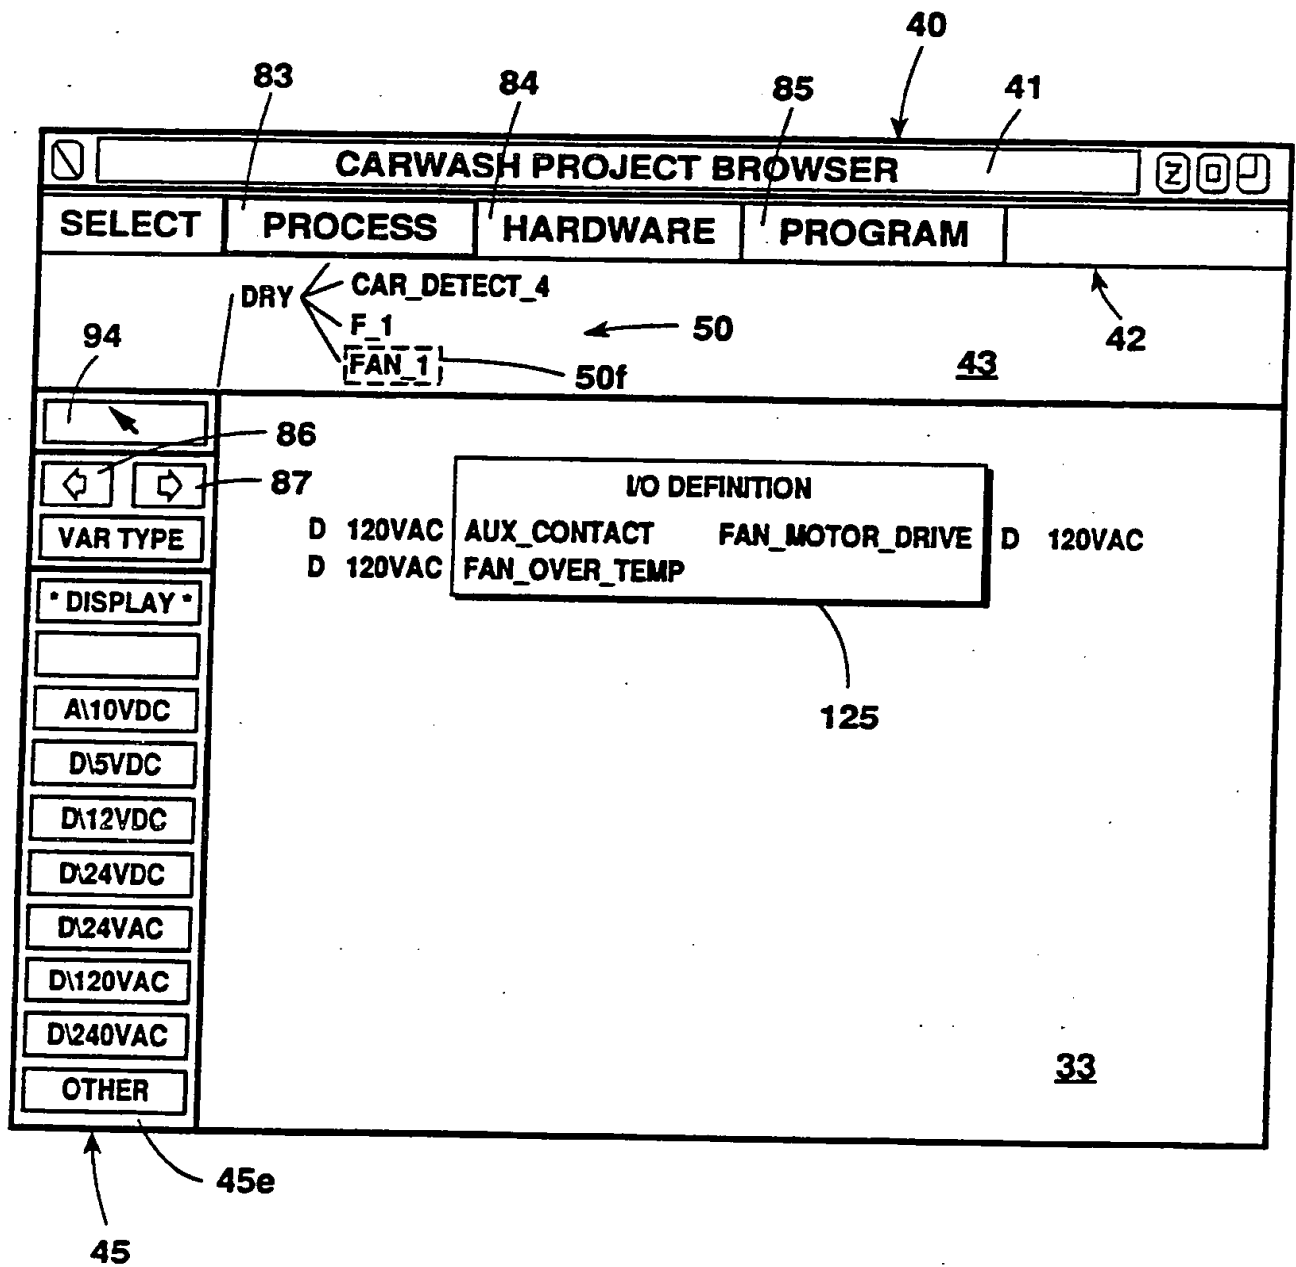 40
83 84 85 41
CARWASH PROJECT BROWSER Z
SELECT PROCESS HARDWARE PROGRAM
DRY CAR_DETECT_4
F_1 50 42
94 FAN_1 50f 43
86
87
I/O DEFINITION
VAR TYPE D 120VAC AUX_CONTACT FAN_MOTOR_DRIVE D 120VAC
D 120VAC FAN_OVER_TEMP
* DISPLAY *
A\10VDC 125
D\5VDC
D\12VDC
D\24VDC
D\24VAC
D\120VAC
D\240VAC
33
OTHER
45e
45